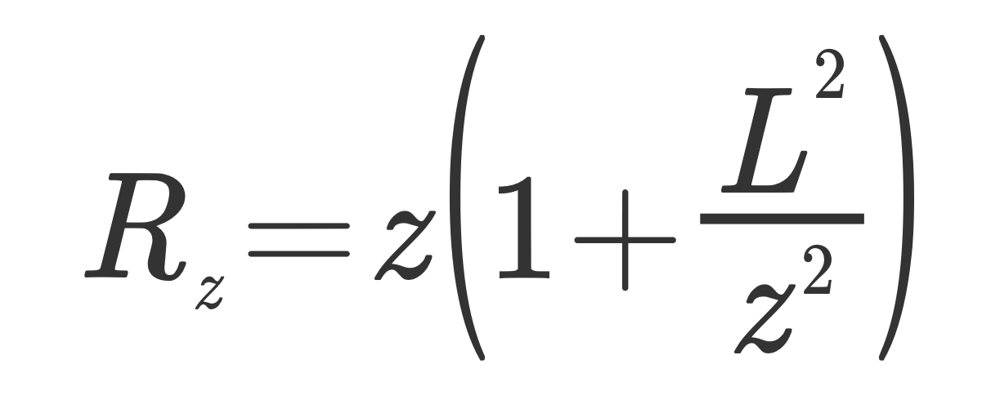 R_z = z(1 + L^2/z^2)